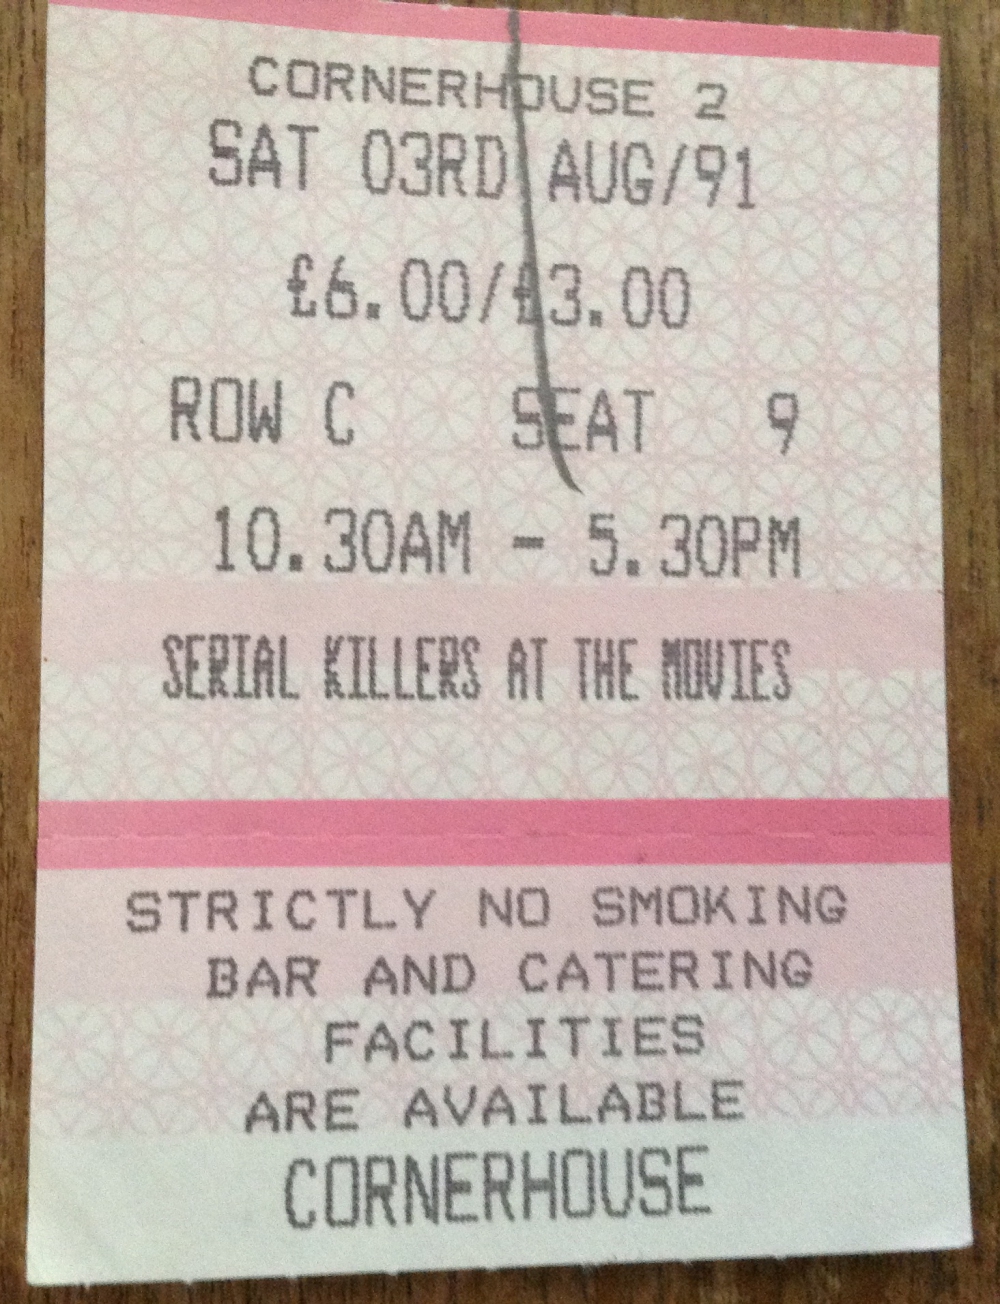 CORNERHOUSE 2
SAT 03RD AUG/91
£6.00/£3.00
ROW C SEAT 9
10.30AM - 5.30PM
SERIAL KILLERS AT THE MOVIES
STRICTLY NO SMOKING
BAR AND CATERING
FACILITIES
ARE AVAILABLE
CORNERHOUSE